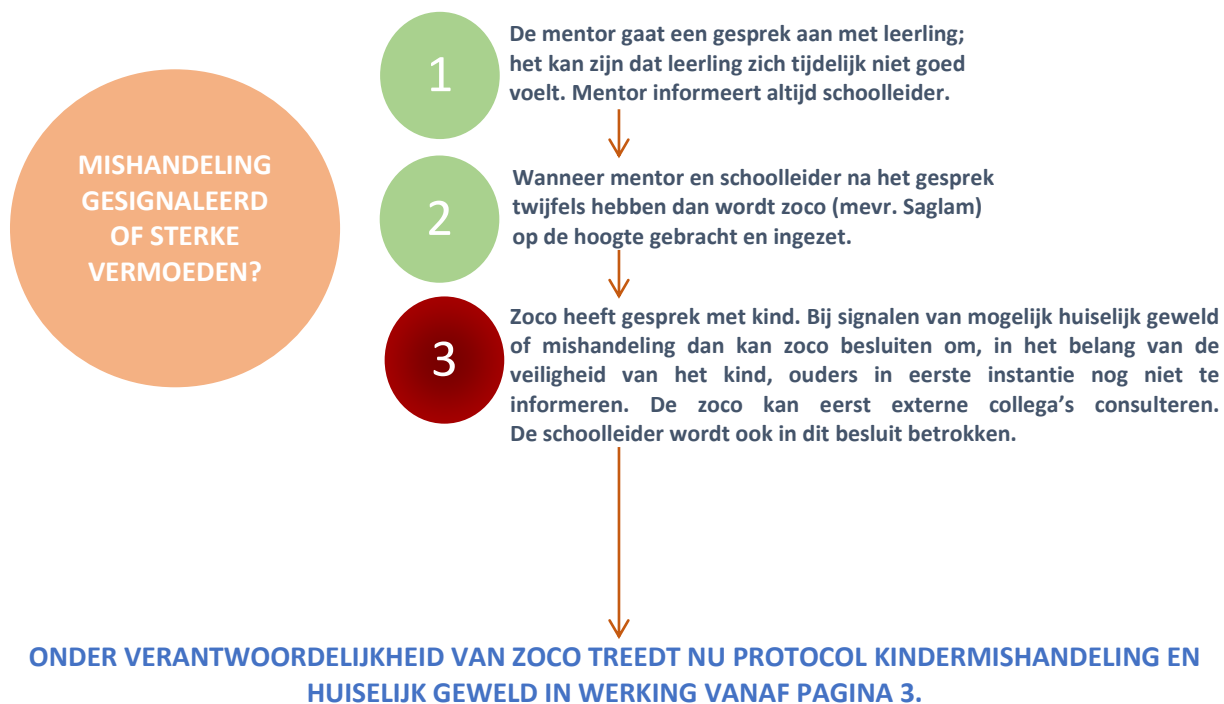 MISHANDELING
GESIGNALEERD
OF STERKE
VERMOEDEN?
1
De mentor gaat een gesprek aan met leerling;
het kan zijn dat leerling zich tijdelijk niet goed
voelt. Mentor informeert altijd schoolleider.
2
Wanneer mentor en schoolleider na het gesprek
twijfels hebben dan wordt zoco (mevr. Saglam)
op de hoogte gebracht en ingezet.
3
Zoco heeft gesprek met kind. Bij signalen van mogelijk huiselijk geweld
of mishandeling dan kan zoco besluiten om, in het belang van de
veiligheid van het kind, ouders in eerste instantie nog niet te
informeren. De zoco kan eerst externe collega's consulteren.
De schoolleider wordt ook in dit besluit betrokken.
ONDER VERANTWOORDELIJKHEID VAN ZOCO TREEDT NU PROTOCOL KINDERMISHANDELING EN
HUISELIJK GEWELD IN WERKING VANAF PAGINA 3.